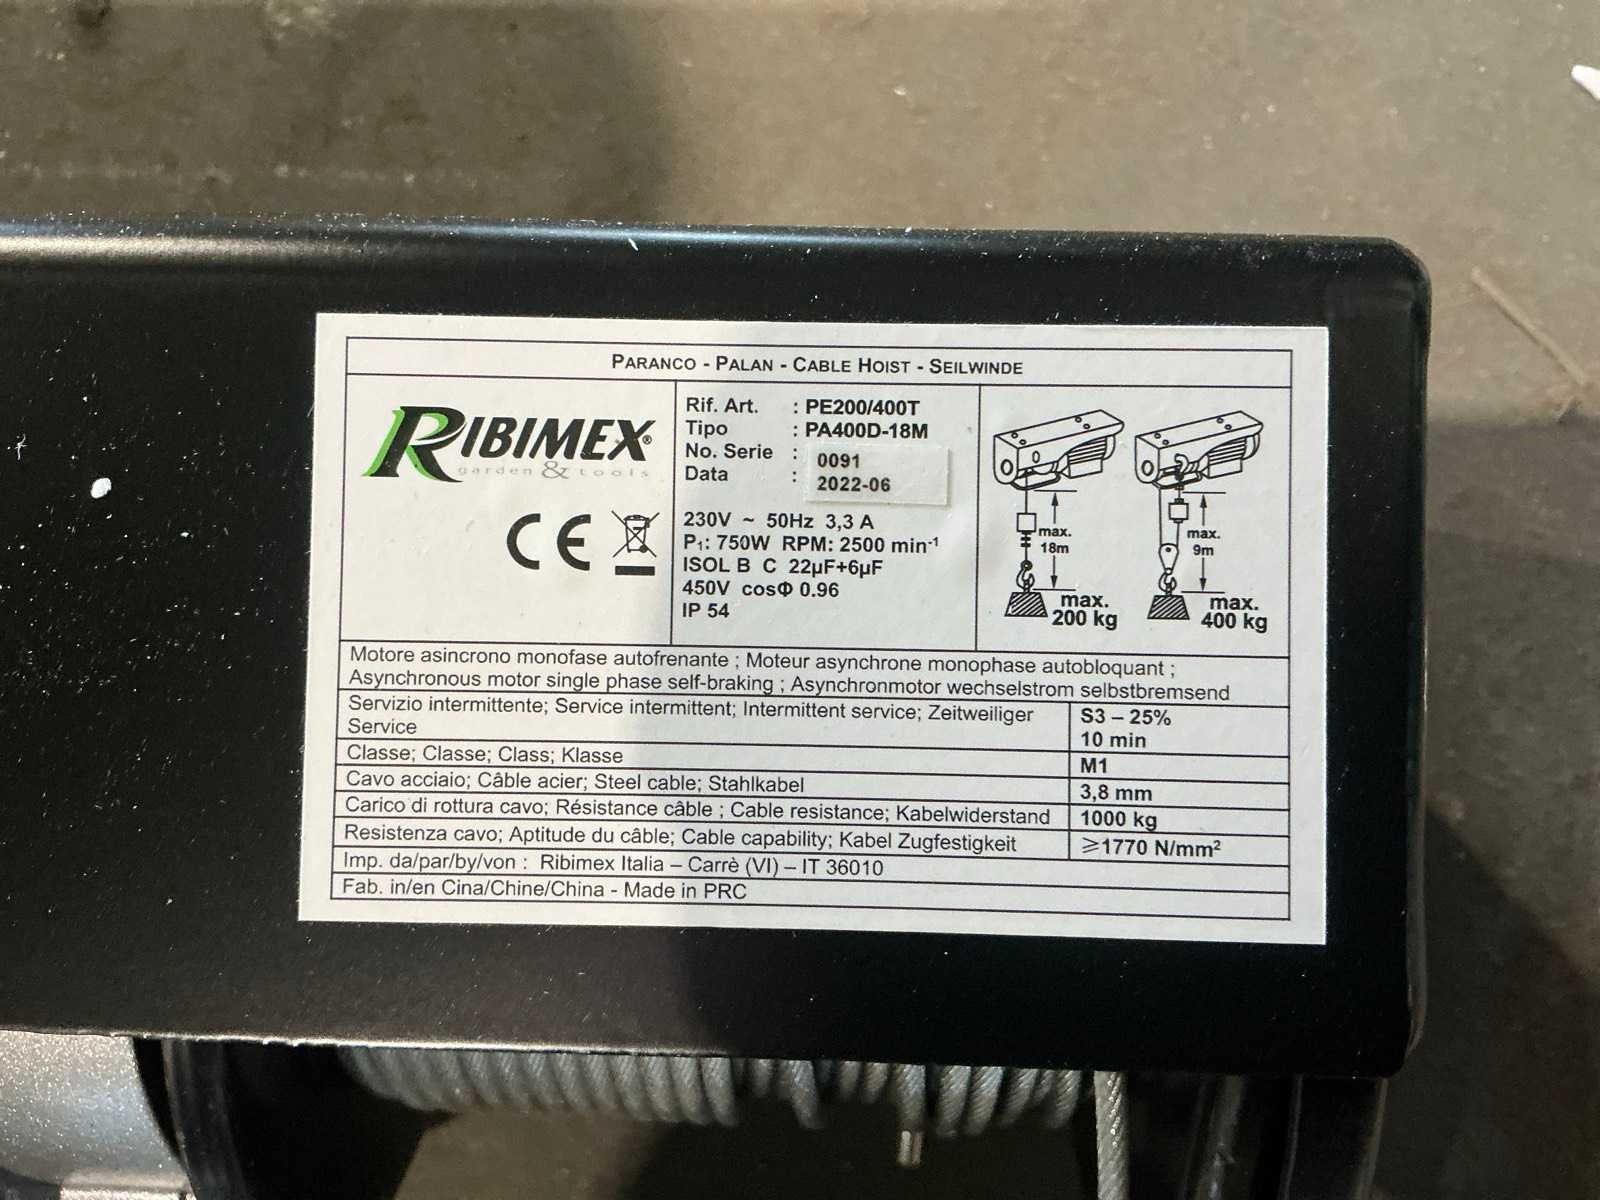 PARANCO - PALAN - CABLE HOIST - SEILWINDE
RIBIMEX®
garden & tools
CE
Rif. Art. : PE200/400T
Tipo : PA400D-18M
No. Serie : 0091
Data : 2022-06
230V ~ 50Hz 3,3 A
P₁: 750W RPM: 2500 min⁻¹
ISOL B C 22µF+6µF
450V cosΦ 0.96
IP 54
max.
18m
max.
200 kg
max.
9m
max.
400 kg
Motore asincrono monofase autofrenante ; Moteur asynchrone monophase autobloquant ;
Asynchronous motor single phase self-braking ; Asynchronmotor wechselstrom selbstbremsend
Servizio intermittente; Service intermittent; Intermittent service; Zeitweiliger
Service
S3 – 25%
10 min
Classe; Classe; Class; Klasse M1
Cavo acciaio; Câble acier; Steel cable; Stahlkabel 3,8 mm
Carico di rottura cavo; Résistance câble ; Cable resistance; Kabelwiderstand 1000 kg
Resistenza cavo; Aptitude du câble; Cable capability; Kabel Zugfestigkeit ≥1770 N/mm²
Imp. da/par/by/von : Ribimex Italia – Carrè (VI) – IT 36010
Fab. in/en Cina/Chine/China - Made in PRC